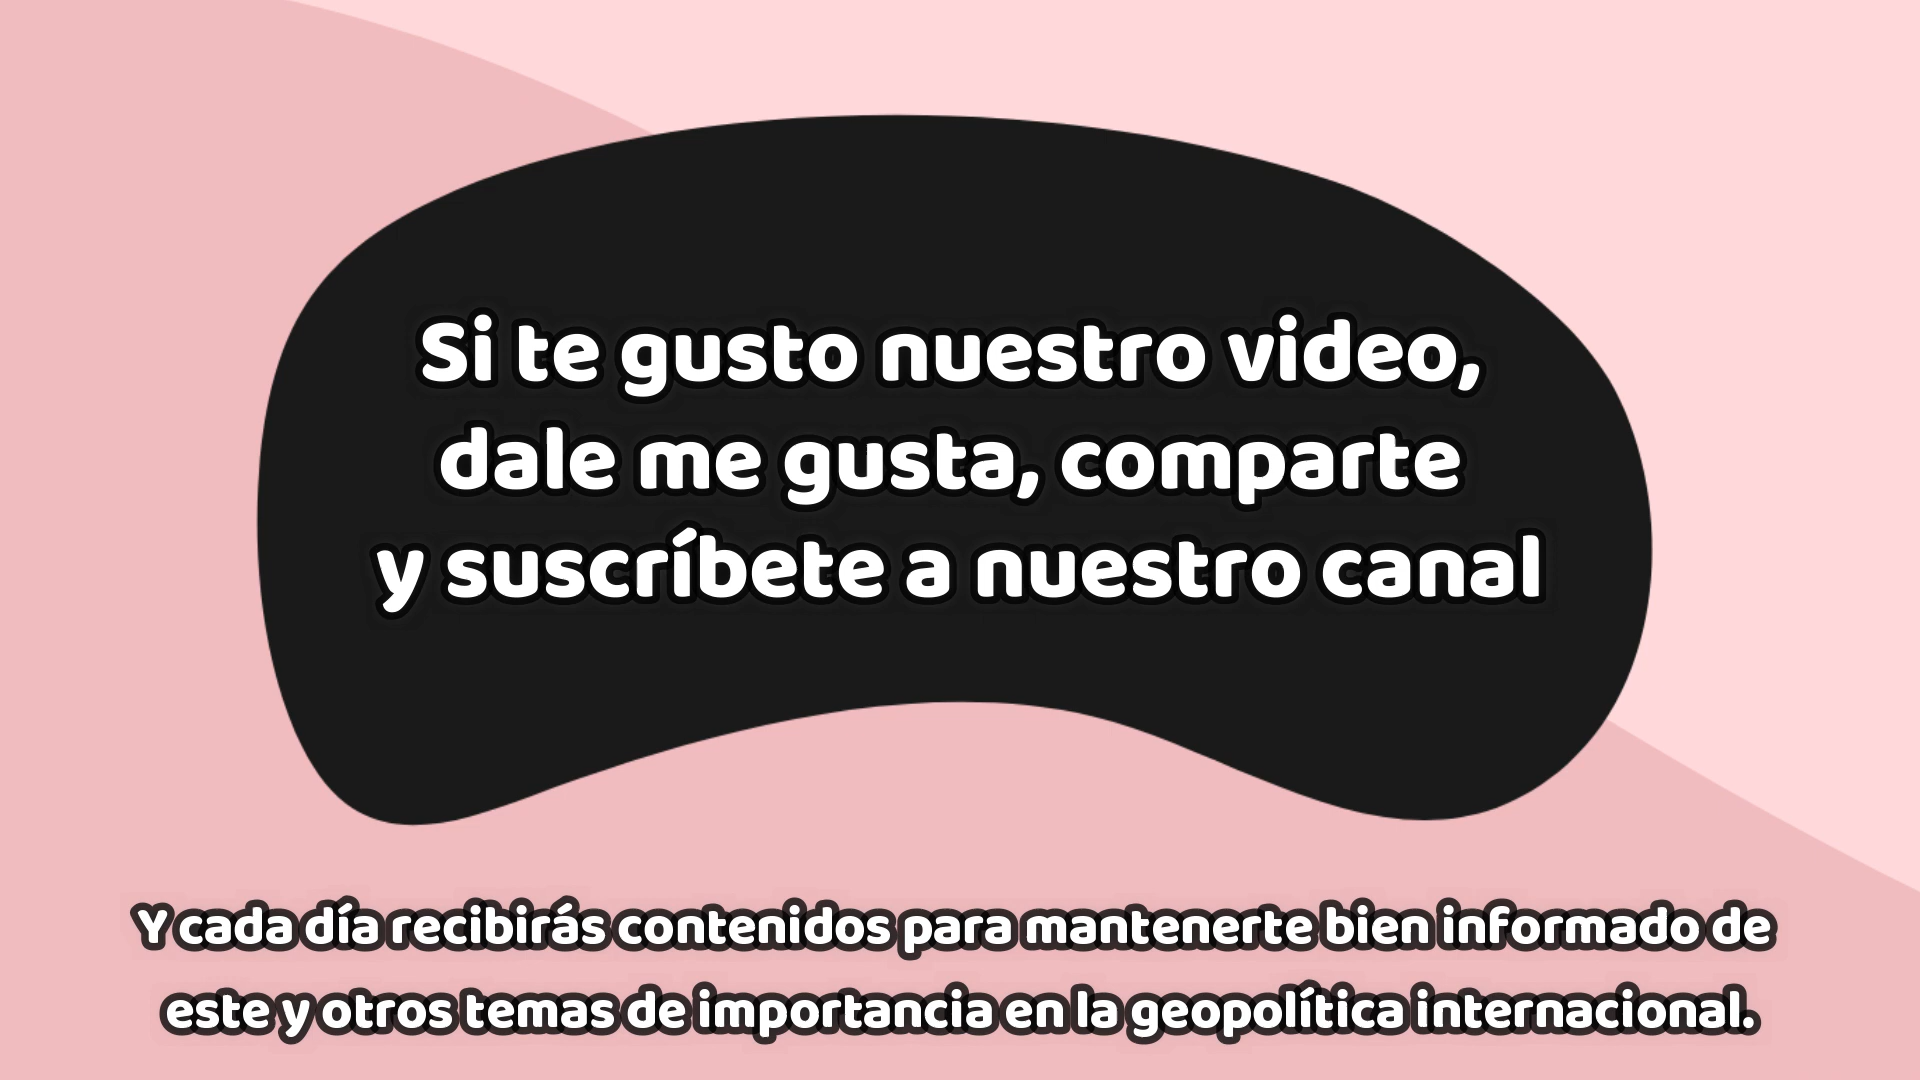 Si te gusto nuestro video,
dale me gusta, comparte
y suscríbete a nuestro canal
Y cada día recibirás contenidos para mantenerte bien informado de
este y otros temas de importancia en la geopolítica internacional.